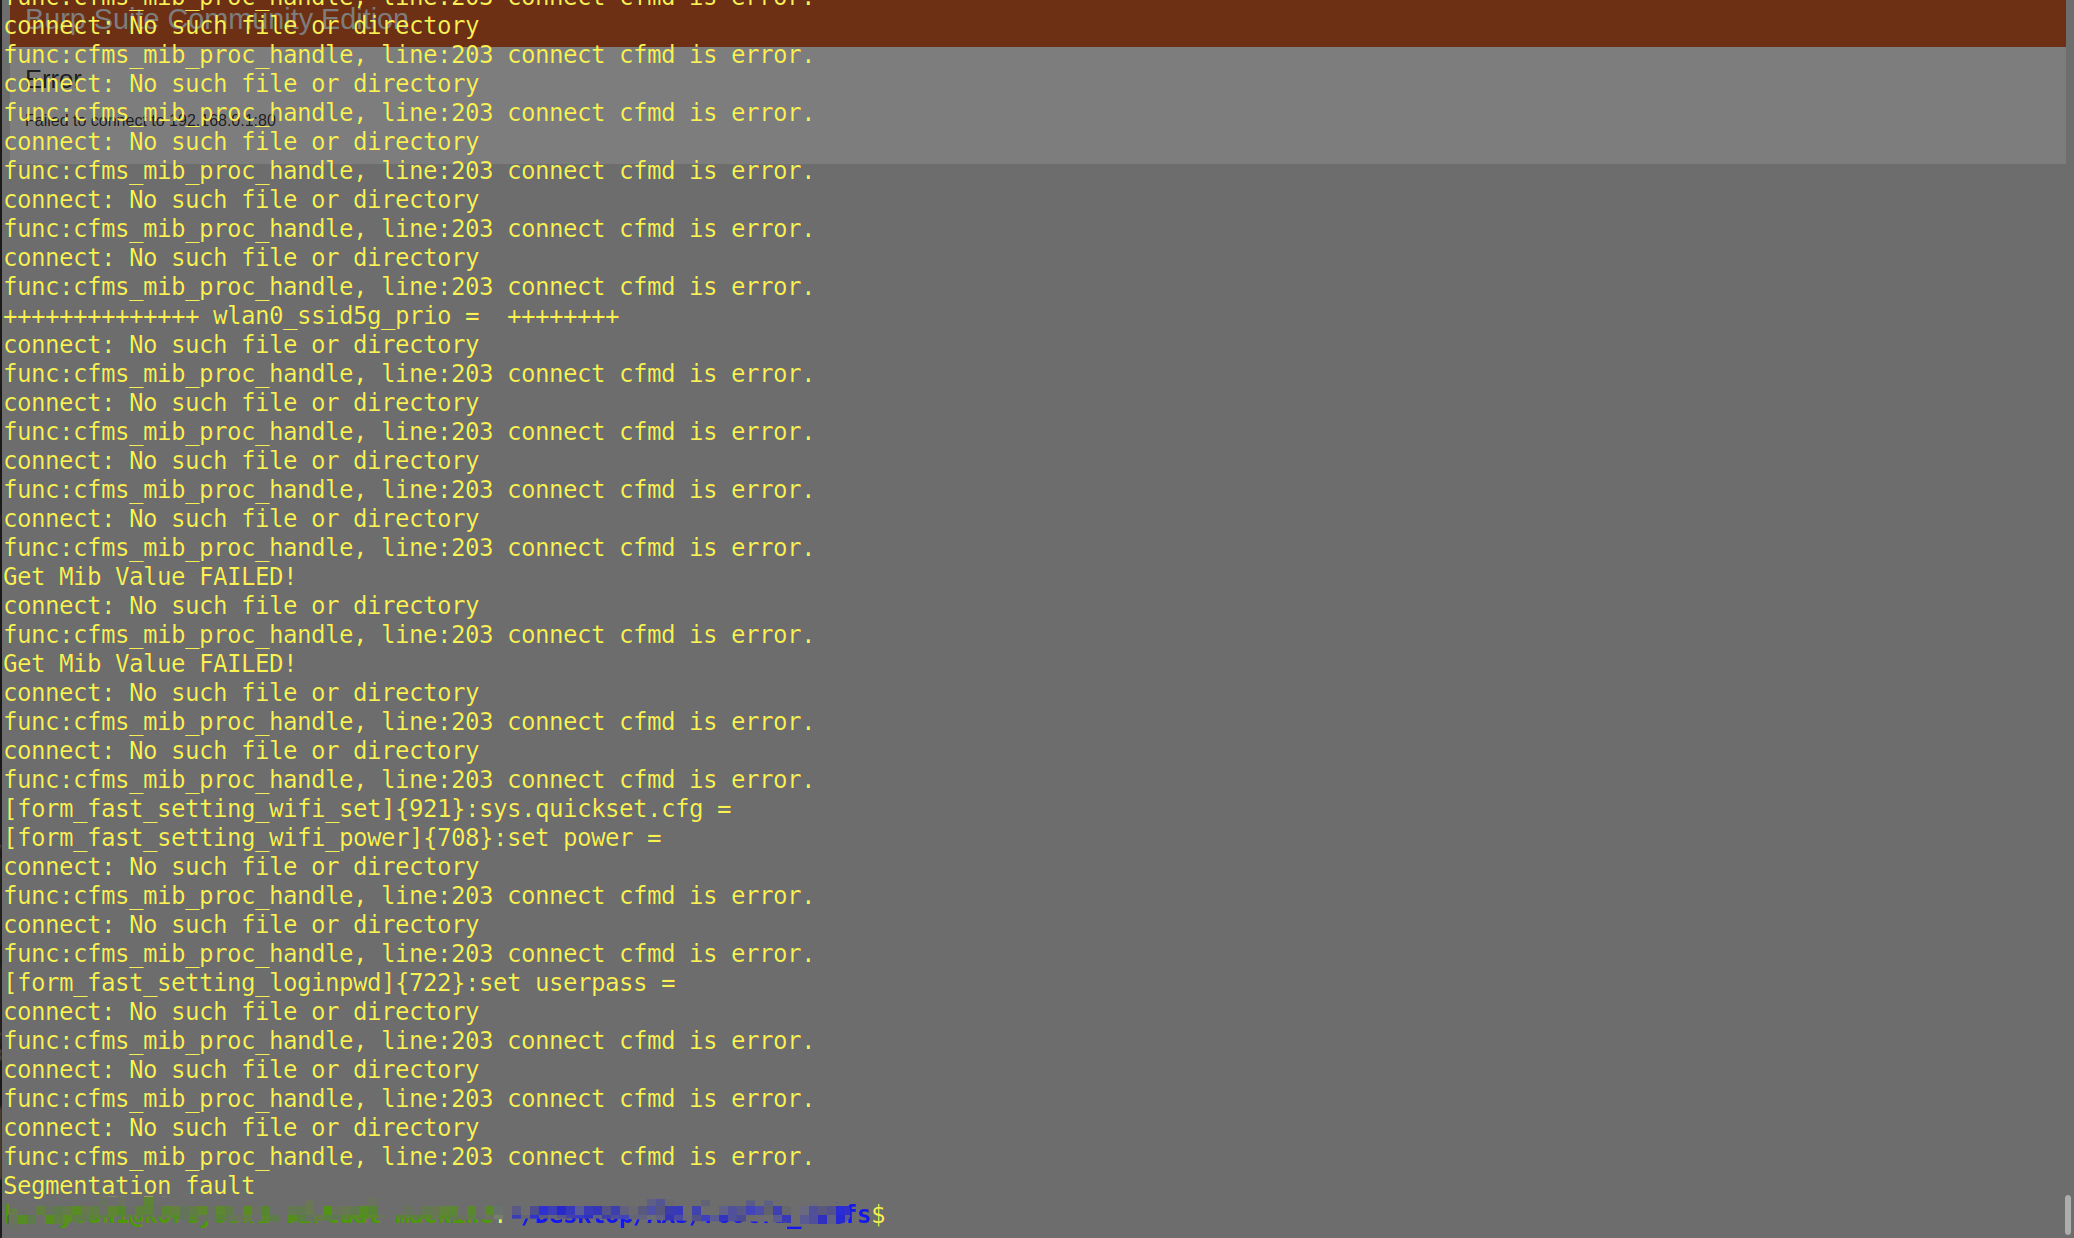 func:cfms_mib_proc_handle, line:203 connect cfmd is error.
Burp Suite Community Edition
connect: No such file or directory
func:cfms_mib_proc_handle, line:203 connect cfmd is error.
Error
connect: No such file or directory
func:cfms_mib_proc_handle, line:203 connect cfmd is error.
Failed to connect to 192.168.0.1:80
connect: No such file or directory
func:cfms_mib_proc_handle, line:203 connect cfmd is error.
connect: No such file or directory
func:cfms_mib_proc_handle, line:203 connect cfmd is error.
connect: No such file or directory
func:cfms_mib_proc_handle, line:203 connect cfmd is error.
++++++++++++++ wlan0_ssid5g_prio =  ++++++++
connect: No such file or directory
func:cfms_mib_proc_handle, line:203 connect cfmd is error.
connect: No such file or directory
func:cfms_mib_proc_handle, line:203 connect cfmd is error.
connect: No such file or directory
func:cfms_mib_proc_handle, line:203 connect cfmd is error.
connect: No such file or directory
func:cfms_mib_proc_handle, line:203 connect cfmd is error.
Get Mib Value FAILED!
connect: No such file or directory
func:cfms_mib_proc_handle, line:203 connect cfmd is error.
Get Mib Value FAILED!
connect: No such file or directory
func:cfms_mib_proc_handle, line:203 connect cfmd is error.
connect: No such file or directory
func:cfms_mib_proc_handle, line:203 connect cfmd is error.
[form_fast_setting_wifi_set]{921}:sys.quickset.cfg =
[form_fast_setting_wifi_power]{708}:set power =
connect: No such file or directory
func:cfms_mib_proc_handle, line:203 connect cfmd is error.
connect: No such file or directory
func:cfms_mib_proc_handle, line:203 connect cfmd is error.
[form_fast_setting_loginpwd]{722}:set userpass =
connect: No such file or directory
func:cfms_mib_proc_handle, line:203 connect cfmd is error.
connect: No such file or directory
func:cfms_mib_proc_handle, line:203 connect cfmd is error.
connect: No such file or directory
func:cfms_mib_proc_handle, line:203 connect cfmd is error.
Segmentation fault
$